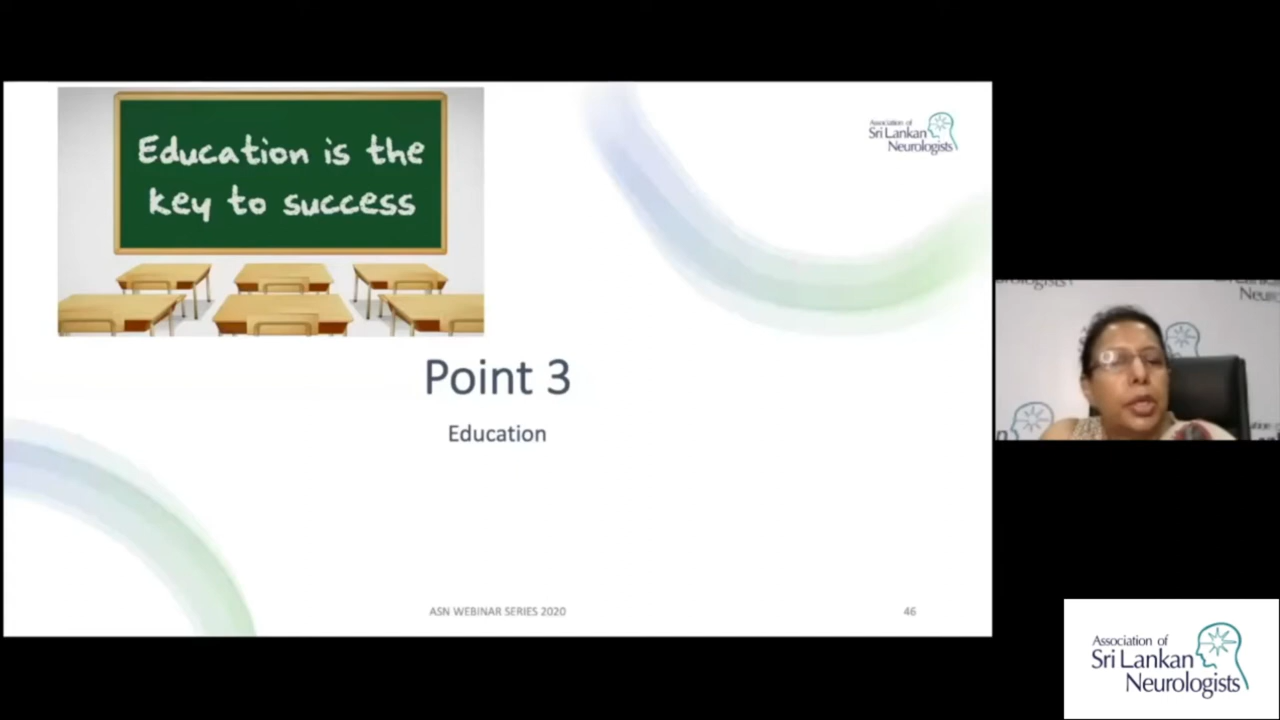 Education is the
key to success
Association of
Sri Lankan
Neurologists
Point 3
Education
ASN WEBINAR SERIES 2020
46
Association of
Sri Lankan
Neurologists